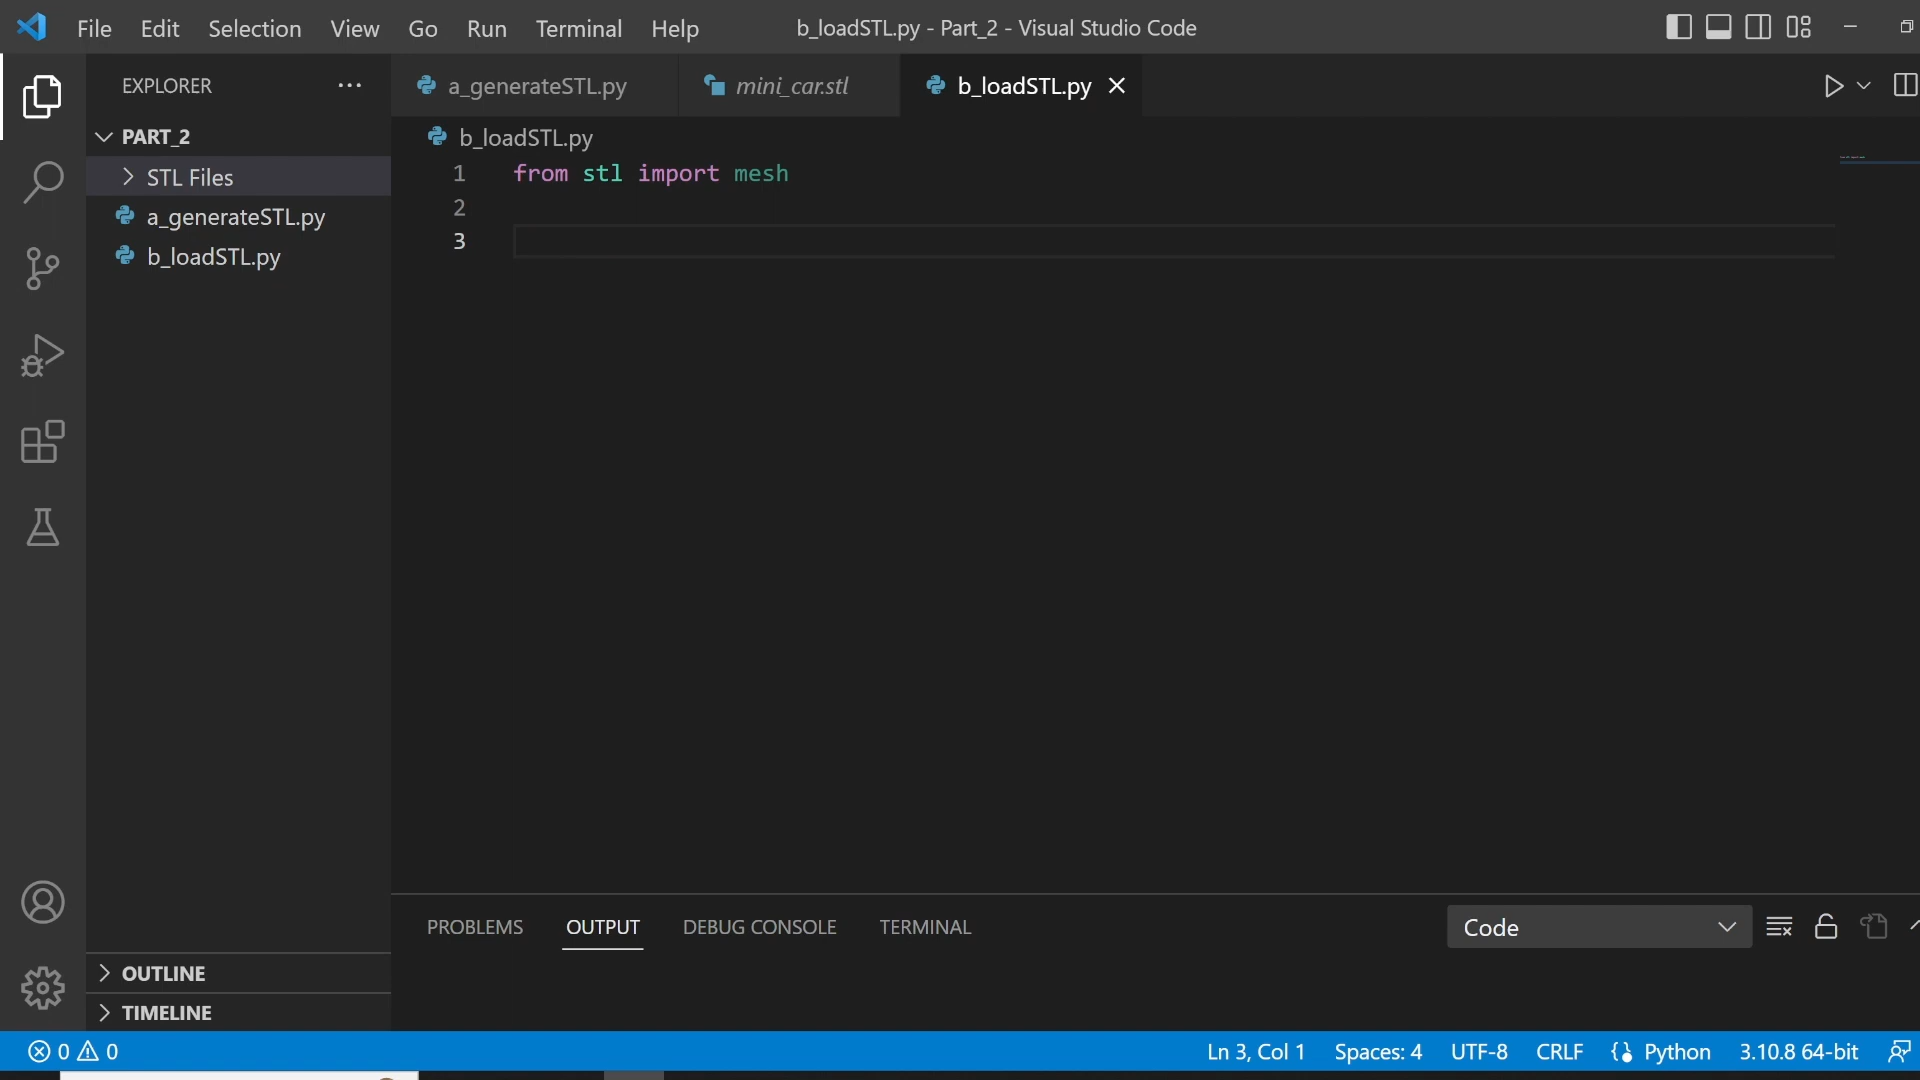 File Edit Selection View Go Run Terminal Help b_loadSTL.py - Part_2 - Visual Studio Code
EXPLORER
PART_2
STL Files
a_generateSTL.py
b_loadSTL.py
OUTLINE
TIMELINE
a_generateSTL.py mini_car.stl b_loadSTL.py
b_loadSTL.py
1 from stl import mesh
2
3
PROBLEMS OUTPUT DEBUG CONSOLE TERMINAL Code
0 0 Ln 3, Col 1 Spaces: 4 UTF-8 CRLF Python 3.10.8 64-bit